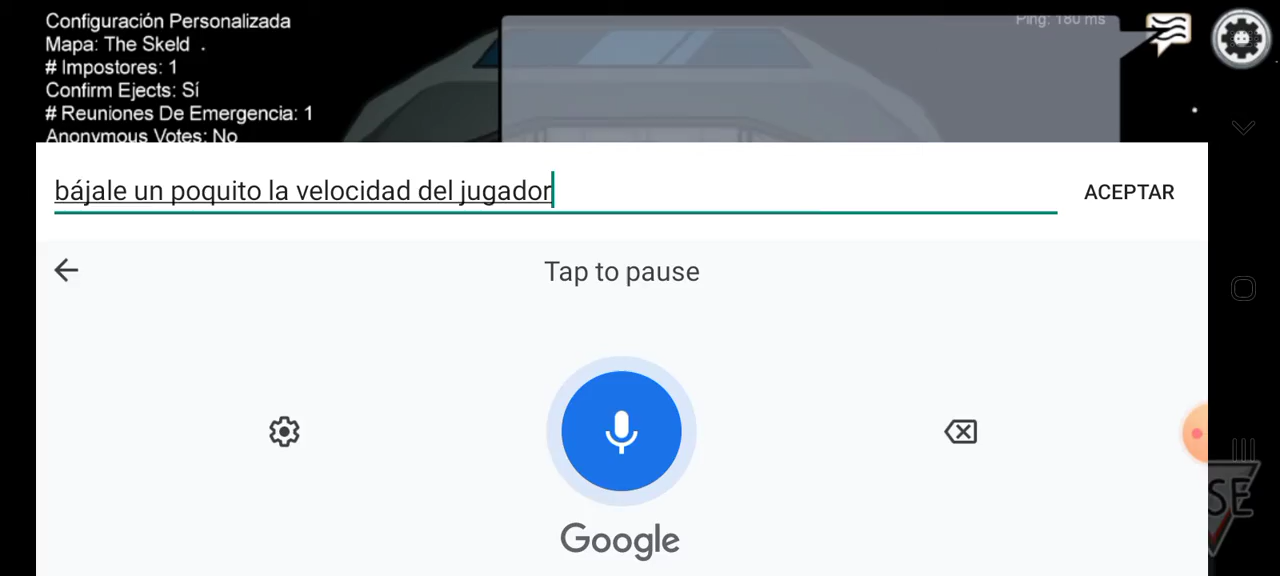 Configuración Personalizada
Mapa: The Skeld
# Impostores: 1
Confirm Ejects: Sí
# Reuniones De Emergencia: 1
Anonymous Votes: No
Ping: 180 ms
bájale un poquito la velocidad del jugador
ACEPTAR
Tap to pause
Google
SE